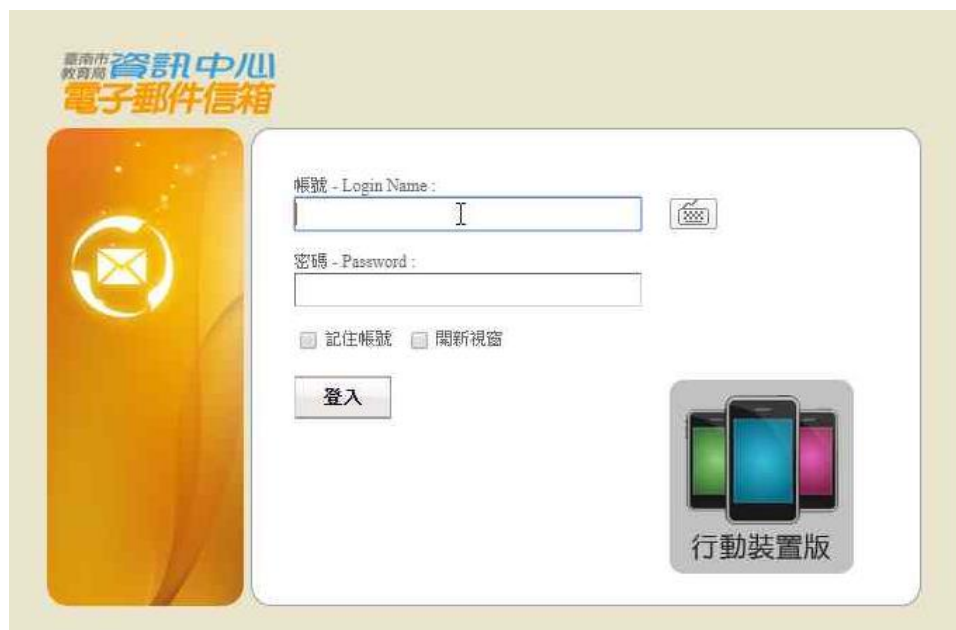 臺南市
教育局 資訊中心
電子郵件信箱
帳號 - Login Name :
密碼 - Password :
記住帳號 開新視窗
登入
行動裝置版